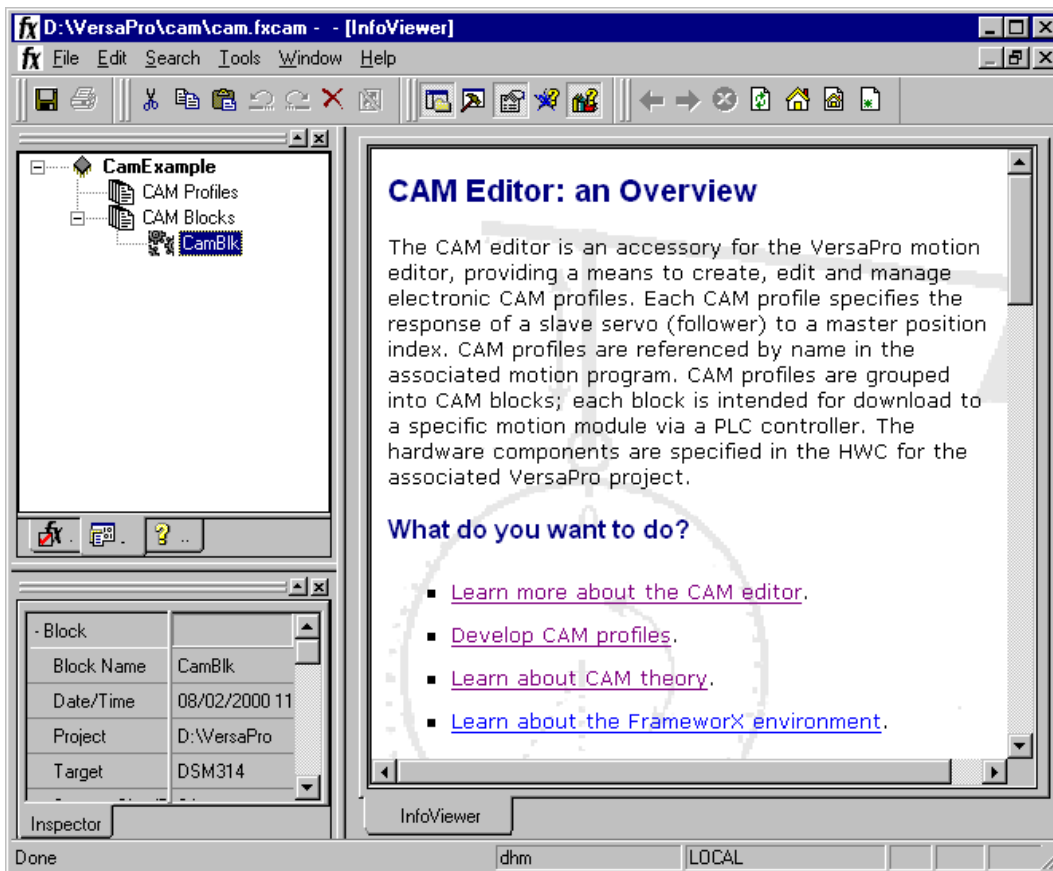 D:\VersaPro\cam\cam.fxcam - - [InfoViewer]
File Edit Search Tools Window Help
CamExample
CAM Profiles
CAM Blocks
CamBlk
- Block
Block Name CamBlk
Date/Time 08/02/2000 11
Project D:\VersaPro
Target DSM314
Inspector
CAM Editor: an Overview
The CAM editor is an accessory for the VersaPro motion
editor, providing a means to create, edit and manage
electronic CAM profiles. Each CAM profile specifies the
response of a slave servo (follower) to a master position
index. CAM profiles are referenced by name in the
associated motion program. CAM profiles are grouped
into CAM blocks; each block is intended for download to
a specific motion module via a PLC controller. The
hardware components are specified in the HWC for the
associated VersaPro project.
What do you want to do?
Learn more about the CAM editor.
Develop CAM profiles.
Learn about CAM theory.
Learn about the FrameworX environment.
InfoViewer
Done dhm LOCAL